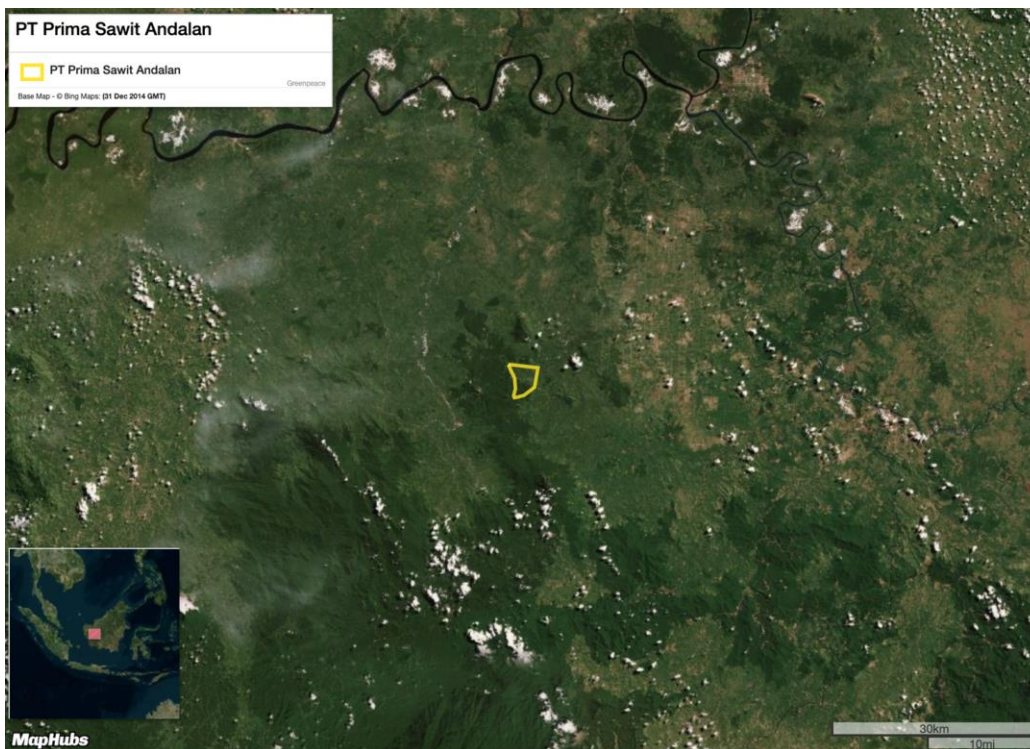 PT Prima Sawit Andalan
PT Prima Sawit Andalan
Greenpeace
Base Map - © Bing Maps: (31 Dec 2014 GMT)
MapHubs
30km
10mi